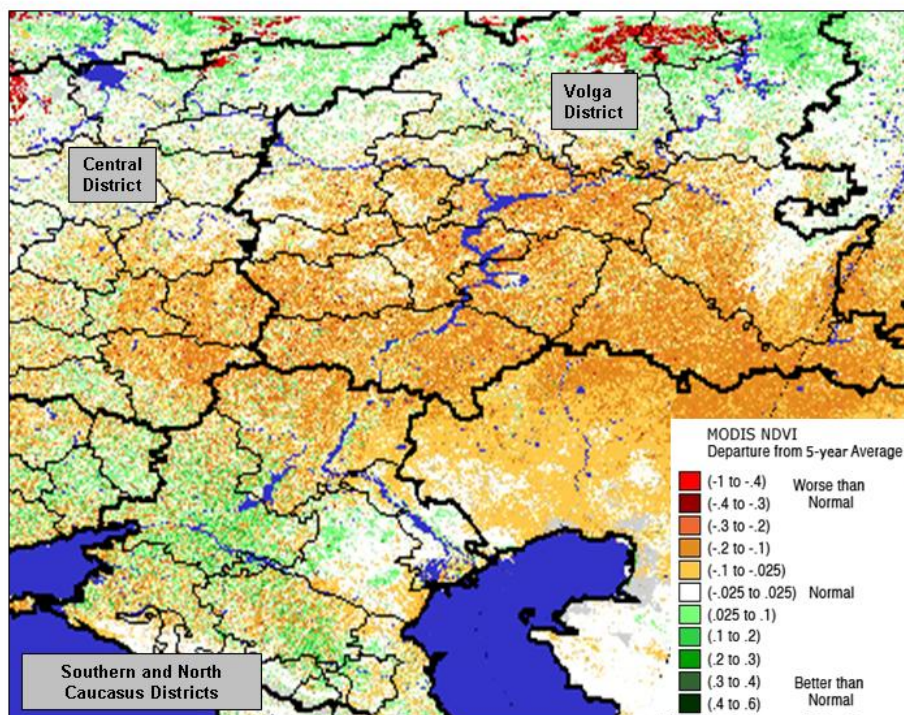 Volga
District
Central
District
Southern and North
Caucasus Districts
MODIS NDVI
Departure from 5-year Average
(-1 to -.4)
Worse than
Normal
(-.4 to -.3)
(-.3 to -.2)
(-.2 to -.1)
(-.1 to -.025)
(-.025 to .025) Normal
(.025 to .1)
(.1 to .2)
(.2 to .3)
(.3 to .4)
Better than
Normal
(.4 to .6)